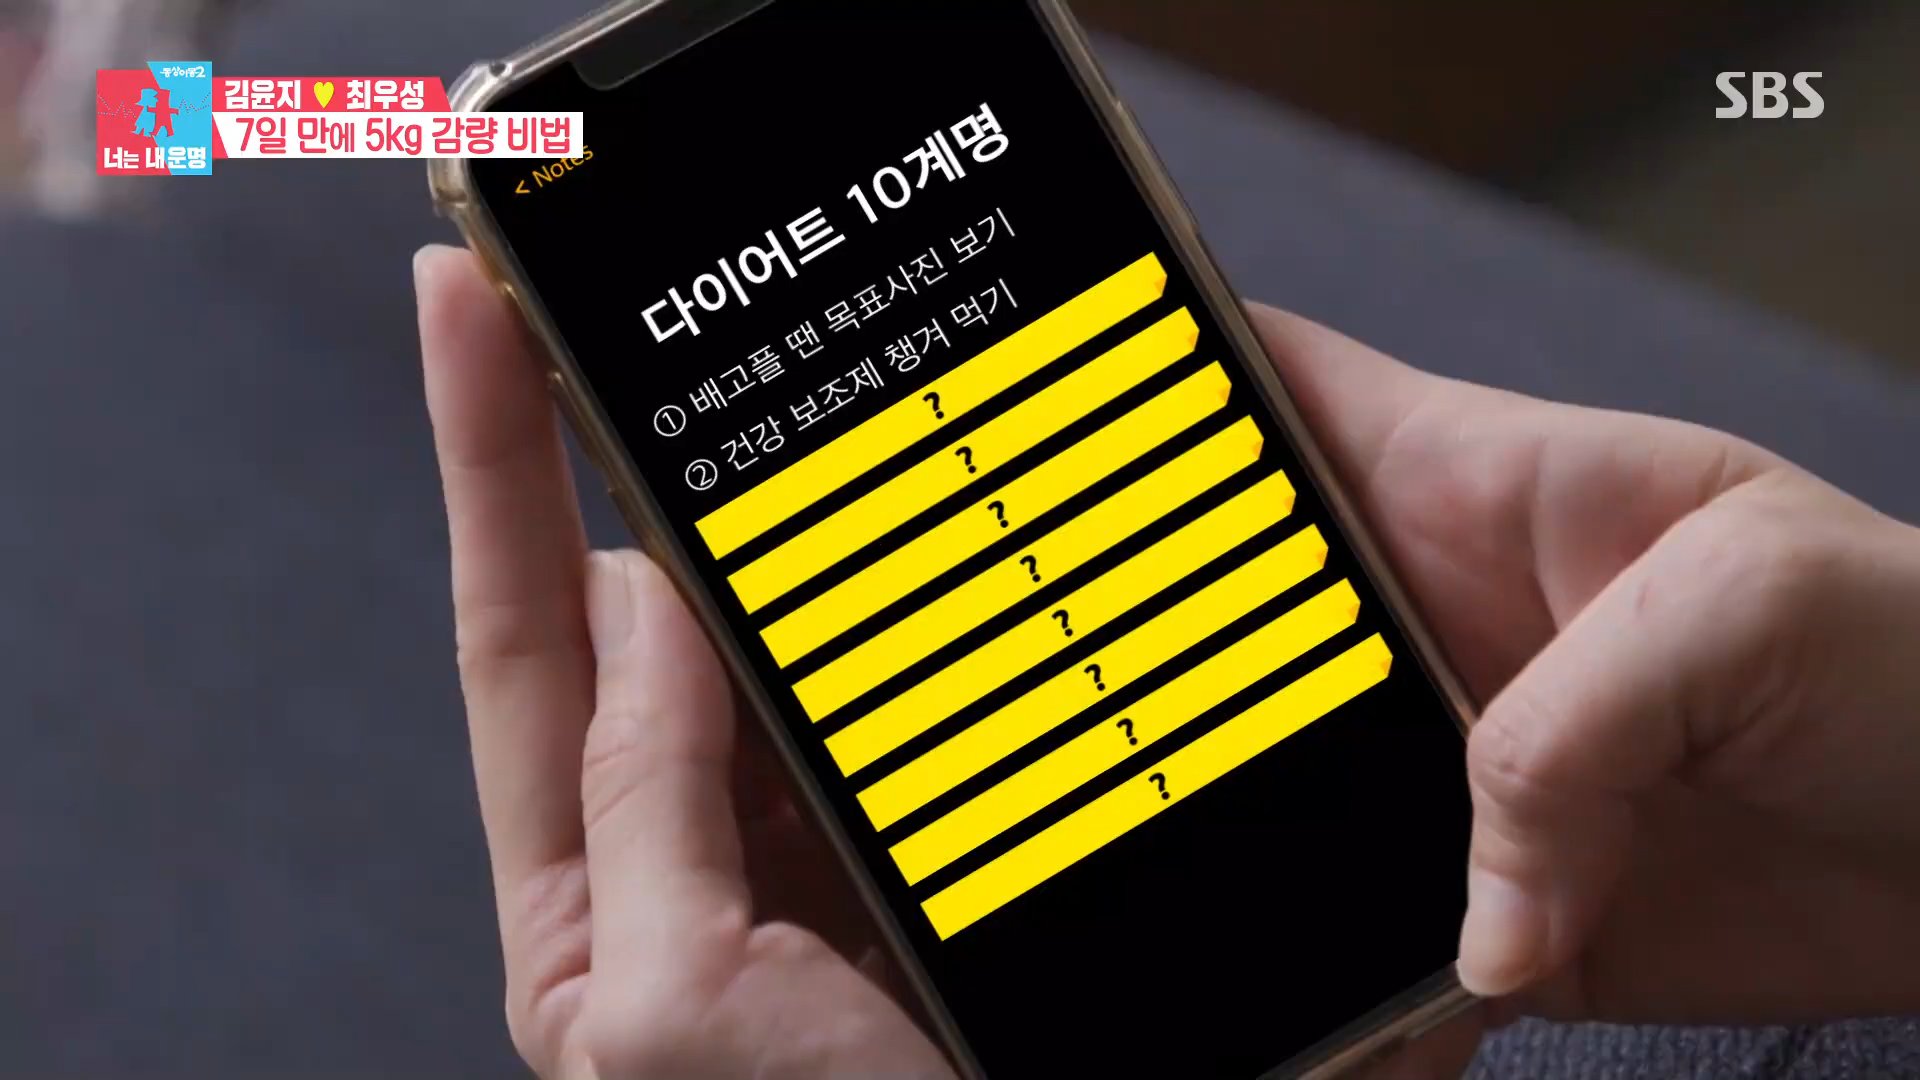 동상이몽2
너는 내 운명
김윤지 💛 최우성
7일 만에 5kg 감량 비법
SBS
< Notes
다이어트 10계명
① 배고플 땐 목표사진 보기
② 건강 보조제 챙겨 먹기
?
?
?
?
?
?
?
?